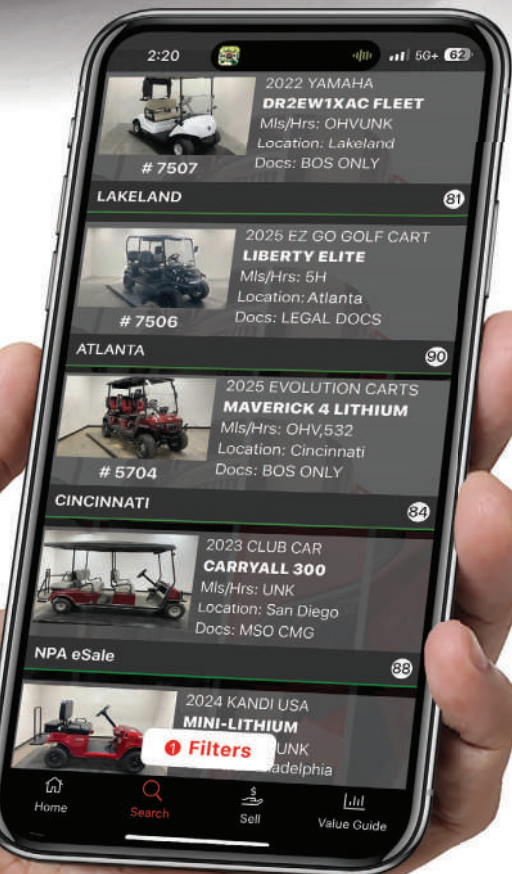 2:20
5G+ 62
2022 YAMAHA
DR2EW1XAC FLEET
Mls/Hrs: OHVUNK
Location: Lakeland
Docs: BOS ONLY
# 7507
LAKELAND
81
2025 EZ GO GOLF CART
LIBERTY ELITE
Mls/Hrs: 5H
Location: Atlanta
Docs: LEGAL DOCS
# 7506
ATLANTA
90
2025 EVOLUTION CARTS
MAVERICK 4 LITHIUM
Mls/Hrs: OHV,532
Location: Cincinnati
Docs: BOS ONLY
# 5704
CINCINNATI
84
2023 CLUB CAR
CARRYALL 300
Mls/Hrs: UNK
Location: San Diego
Docs: MSO CMG
NPA eSale
88
2024 KANDI USA
MINI-LITHIUM
UNK
adelphia
1 Filters
Home
Search
Sell
Value Guide